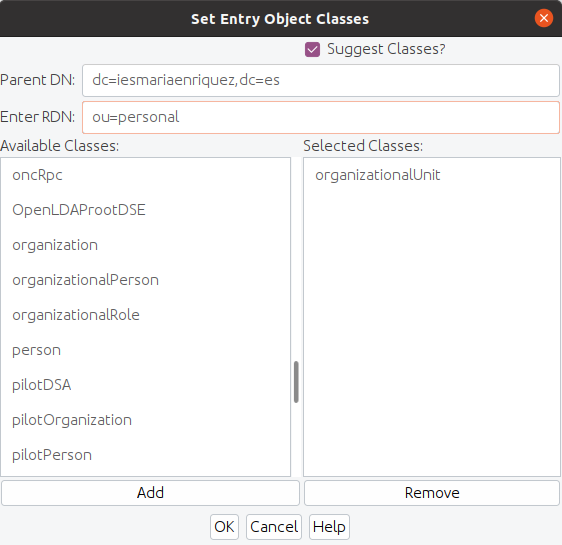 Set Entry Object Classes
Suggest Classes?
Parent DN: dc=iesmariaenriquez,dc=es
Enter RDN: ou=personal
Available Classes:
Selected Classes:
oncRpc
OpenLDAProotDSE
organization
organizationalPerson
organizationalRole
person
pilotDSA
pilotOrganization
pilotPerson
organizationalUnit
Add
Remove
OK Cancel Help